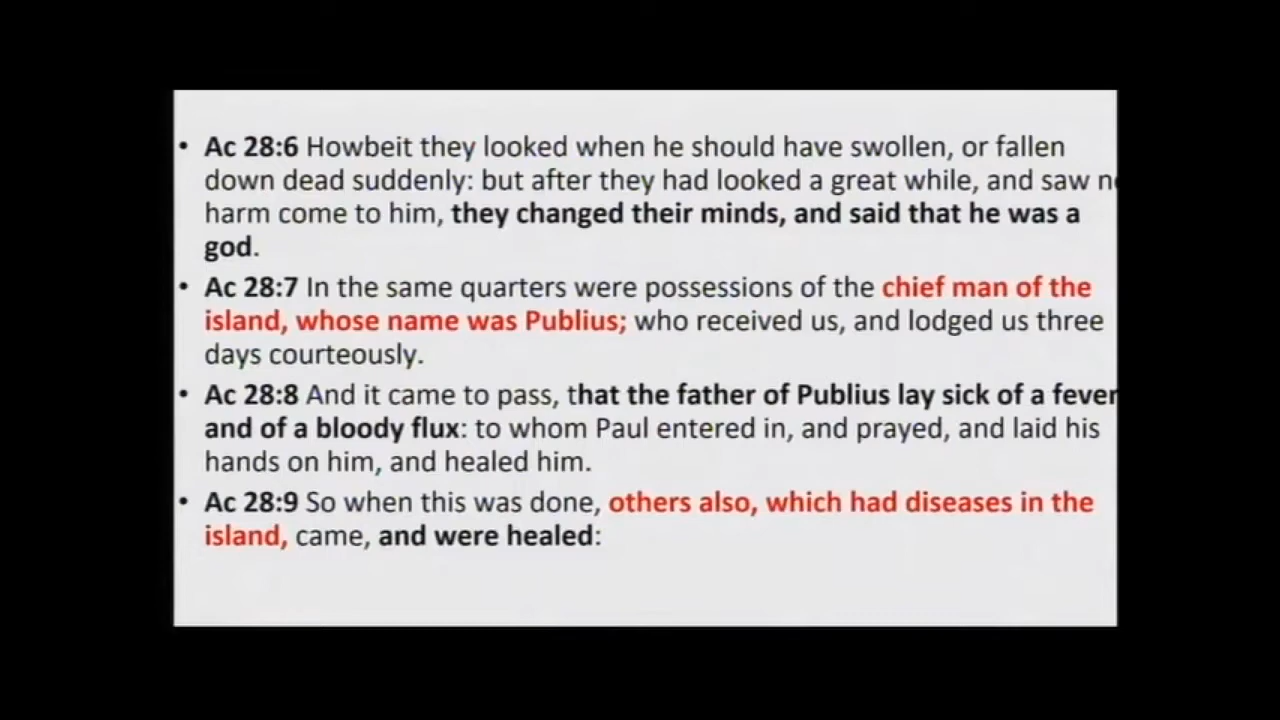 • Ac 28:6 Howbeit they looked when he should have swollen, or fallen
down dead suddenly: but after they had looked a great while, and saw
harm come to him, they changed their minds, and said that he was a
god.
• Ac 28:7 In the same quarters were possessions of the chief man of the
island, whose name was Publius; who received us, and lodged us three
days courteously.
• Ac 28:8 And it came to pass, that the father of Publius lay sick of a fever
and of a bloody flux: to whom Paul entered in, and prayed, and laid his
hands on him, and healed him.
• Ac 28:9 So when this was done, others also, which had diseases in the
island, came, and were healed: